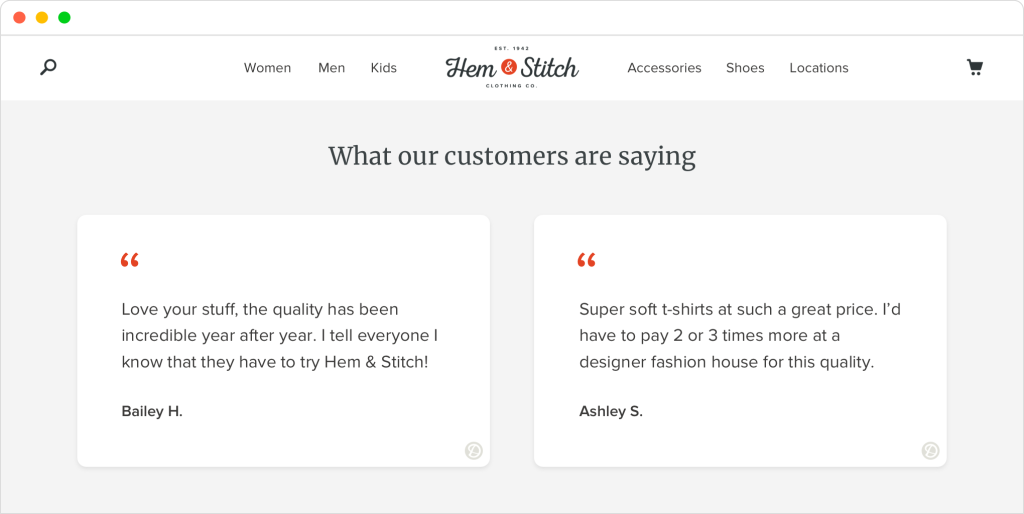 EST. 1942
Women Men Kids Hem & Stitch Accessories Shoes Locations
CLOTHING CO.
What our customers are saying
“
Love your stuff, the quality has been
incredible year after year. I tell everyone I
know that they have to try Hem & Stitch!
Bailey H.
“
Super soft t-shirts at such a great price. I'd
have to pay 2 or 3 times more at a
designer fashion house for this quality.
Ashley S.